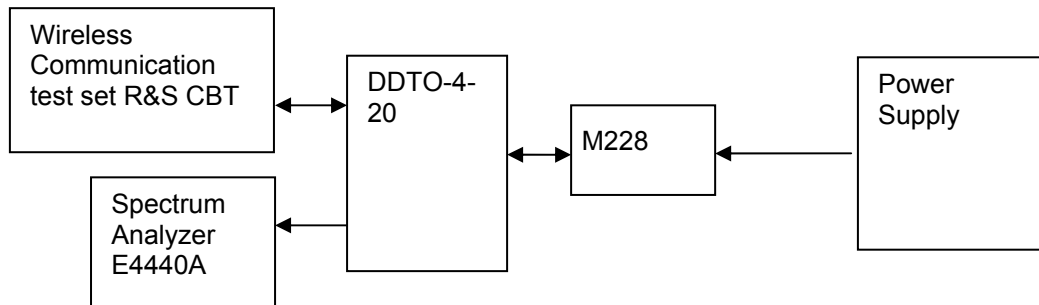 Wireless
Communication
test set R&S CBT
DDTO-4-
20
M228
Power
Supply
Spectrum
Analyzer
E4440A